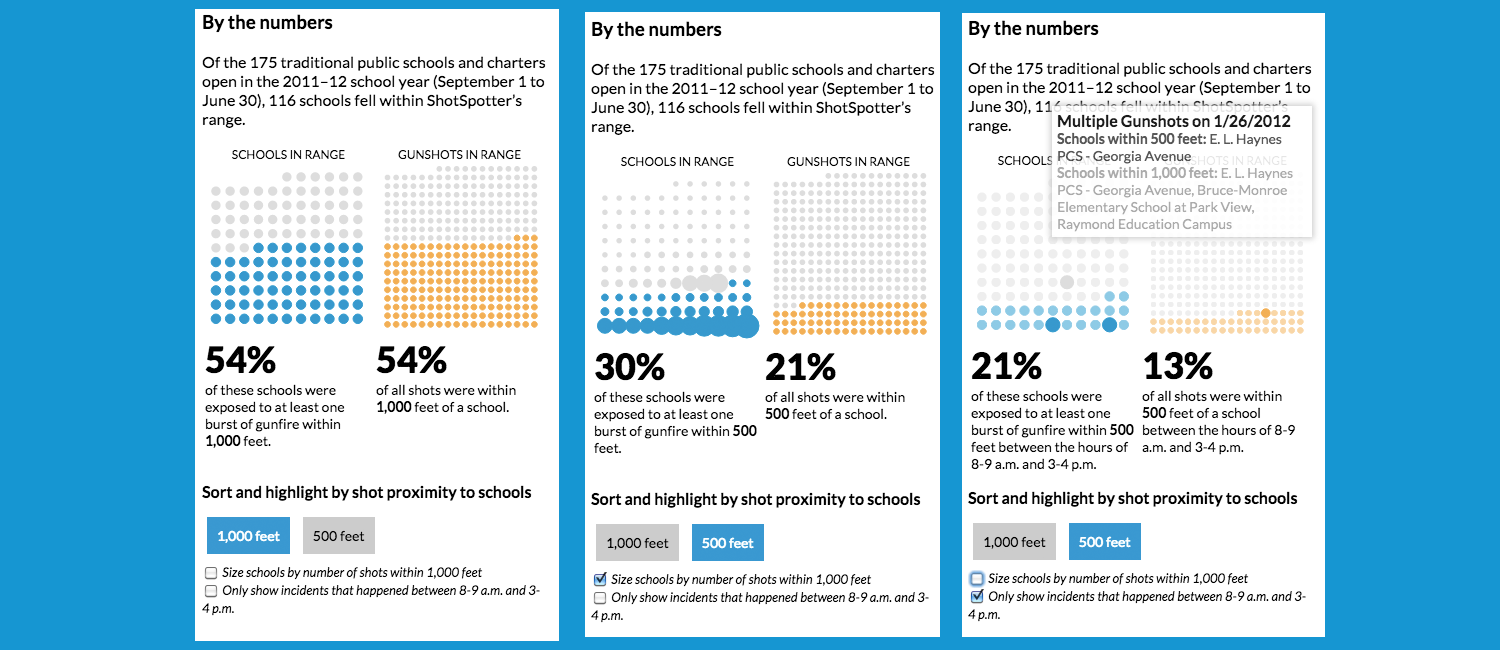 By the numbers
Of the 175 traditional public schools and charters
open in the 2011–12 school year (September 1 to
June 30), 116 schools fell within ShotSpotter's
range.
SCHOOLS IN RANGE
GUNSHOTS IN RANGE
54%
of these schools were
exposed to at least one
burst of gunfire within
1,000 feet.
54%
of all shots were within
1,000 feet of a school.
Sort and highlight by shot proximity to schools
1,000 feet
500 feet
Size schools by number of shots within 1,000 feet
Only show incidents that happened between 8-9 a.m. and 3-
4 p.m.
By the numbers
Of the 175 traditional public schools and charters
open in the 2011–12 school year (September 1 to
June 30), 116 schools fell within ShotSpotter's
range.
SCHOOLS IN RANGE
GUNSHOTS IN RANGE
30%
of these schools were
exposed to at least one
burst of gunfire within 500
feet.
21%
of all shots were within
500 feet of a school.
Sort and highlight by shot proximity to schools
1,000 feet
500 feet
Size schools by number of shots within 1,000 feet
Only show incidents that happened between 8-9 a.m. and 3-
4 p.m.
By the numbers
Of the 175 traditional public schools and charters
open in the 2011–12 school year (September 1 to
June 30), 116 schools fell within ShotSpotter's
range.
Multiple Gunshots on 1/26/2012
Schools within 500 feet: E. L. Haynes
PCS - Georgia Avenue
Schools within 1,000 feet: E. L. Haynes
PCS - Georgia Avenue, Bruce-Monroe
Elementary School at Park View,
Raymond Education Campus
SCHOOLS
GUNSHOTS IN RANGE
21%
of these schools were
exposed to at least one
burst of gunfire within 500
feet between the hours of
8-9 a.m. and 3-4 p.m.
13%
of all shots were within
500 feet of a school
between the hours of 8-9
a.m. and 3-4 p.m.
Sort and highlight by shot proximity to schools
1,000 feet
500 feet
Size schools by number of shots within 1,000 feet
Only show incidents that happened between 8-9 a.m. and 3-
4 p.m.